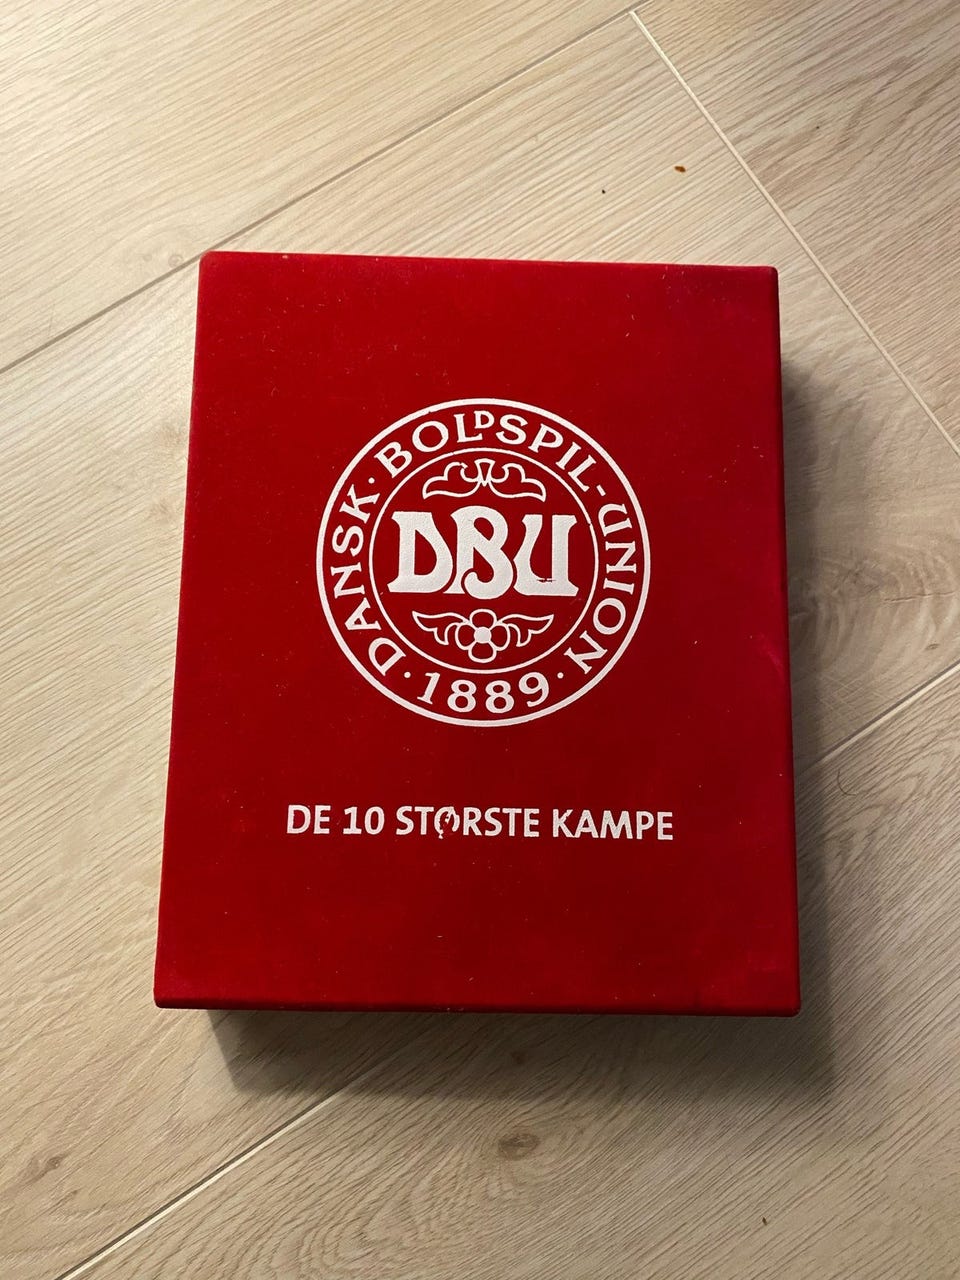 DANSK · BOLDSPIL-UNION
· 1889 ·
DBU
DE 10 STØRSTE KAMPE